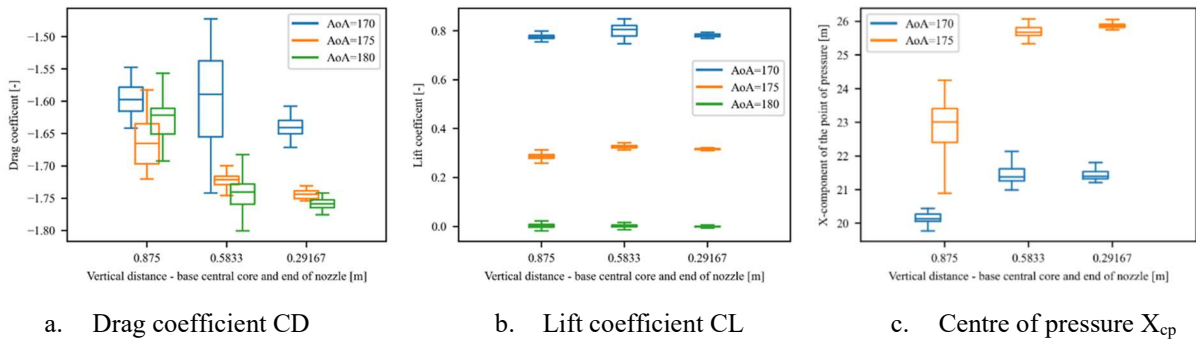 −1.50
−1.55
−1.60
−1.65
−1.70
−1.75
−1.80
Drag coefficent [-]
AoA=170
AoA=175
AoA=180
0.875 0.5833 0.29167
Vertical distance - base central core and end of nozzle [m]
a. Drag coefficient CD
0.8
0.6
0.4
0.2
0.0
Lift coefficent [-]
AoA=170
AoA=175
AoA=180
0.875 0.5833 0.29167
Vertical distance - base central core and end of nozzle [m]
b. Lift coefficient CL
26
25
24
23
22
21
20
X-component of the point of pressure [m]
AoA=170
AoA=175
0.875 0.5833 0.29167
Vertical distance - base central core and end of nozzle [m]
c. Centre of pressure Xcp